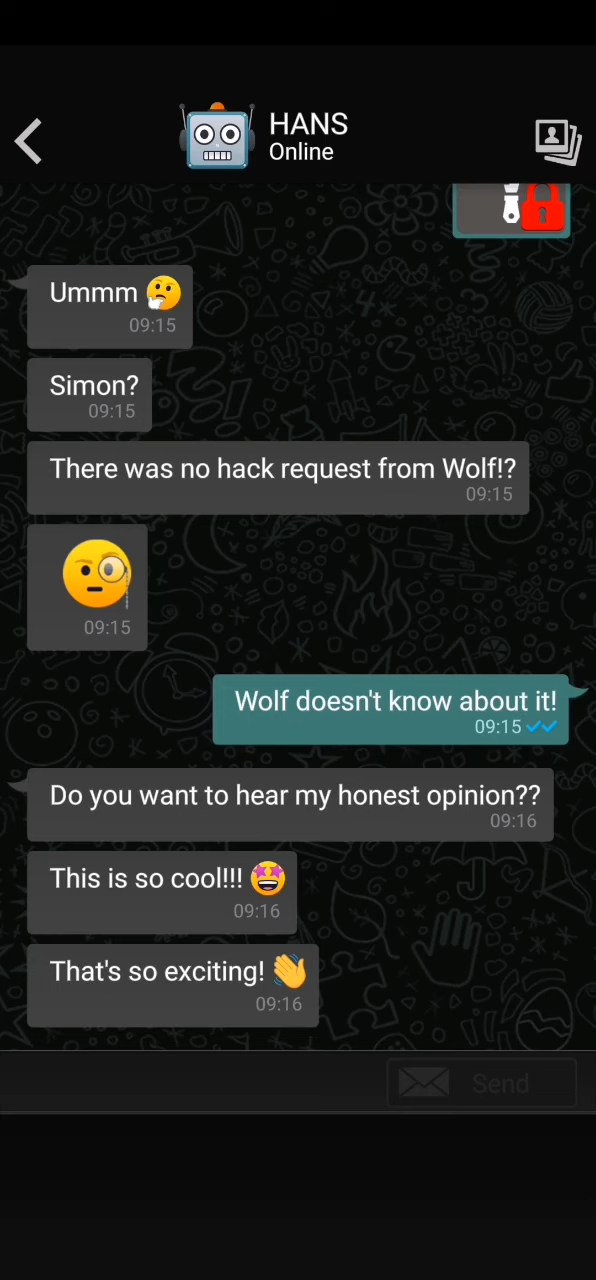 HANS
Online
Ummm 🤔
09:15
Simon?
09:15
There was no hack request from Wolf!?
09:15
🧐
09:15
Wolf doesn't know about it!
09:15
Do you want to hear my honest opinion??
09:16
This is so cool!!! 🤩
09:16
That's so exciting! 👋
09:16
Send